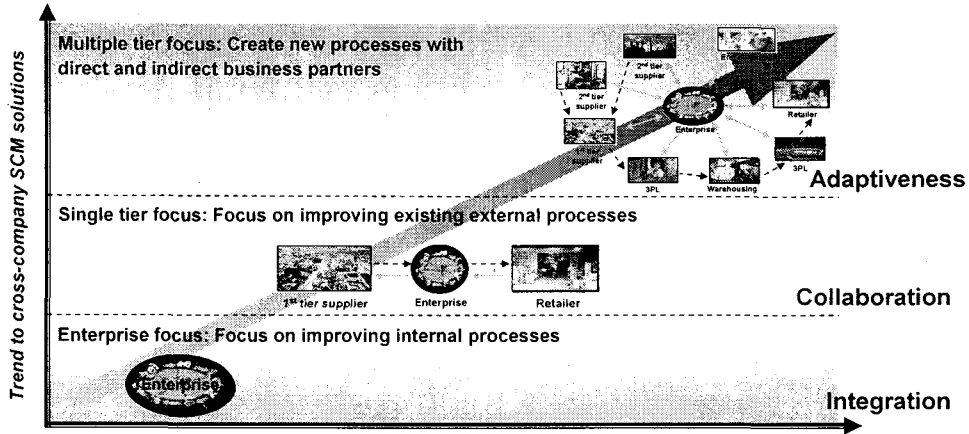 Trend to cross-company SCM solutions
Multiple tier focus: Create new processes with
direct and indirect business partners
2nd tier
supplier
2nd tier
supplier
Retailer
Enterprise
1st tier
supplier
3PL
Warehousing
3PL
Adaptiveness
Single tier focus: Focus on improving existing external processes
1st tier supplier
Enterprise
Retailer
Collaboration
Enterprise focus: Focus on improving internal processes
Enterprise
Integration